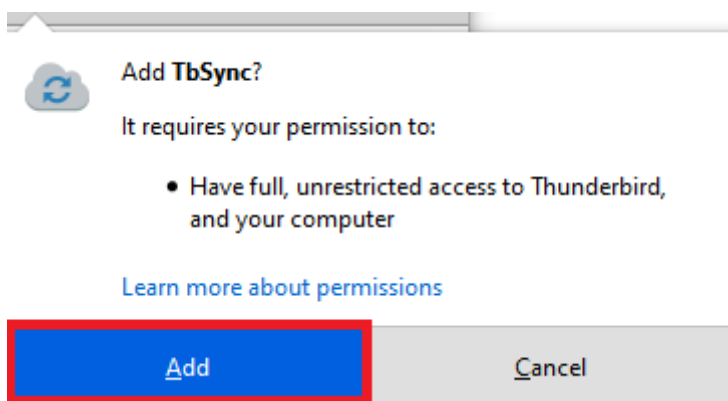 Add TbSync?
It requires your permission to:
• Have full, unrestricted access to Thunderbird,
and your computer
Learn more about permissions
Add
Cancel